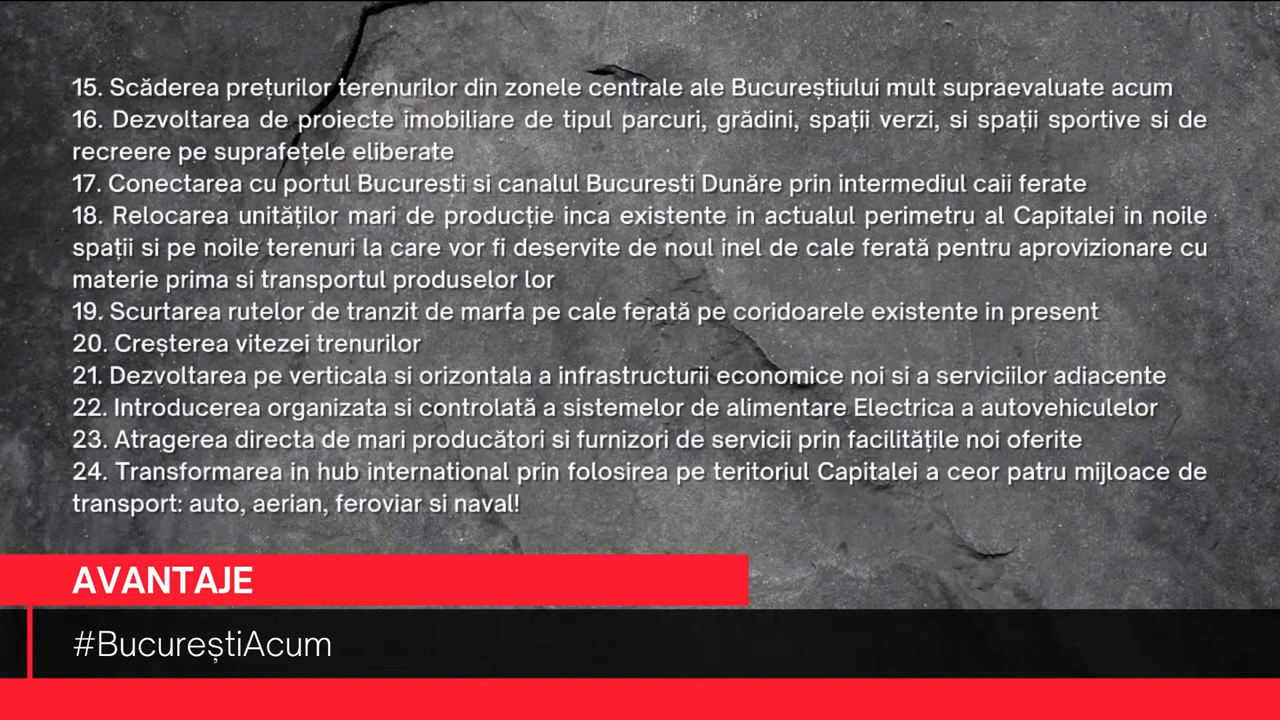 15. Scăderea prețurilor terenurilor din zonele centrale ale Bucureștiului mult supraevaluate acum
16. Dezvoltarea de proiecte imobiliare de tipul parcuri, grădini, spații verzi, si spații sportive si de
recreere pe suprafețele eliberate
17. Conectarea cu portul Bucuresti si canalul Bucuresti Dunăre prin intermediul caii ferate
18. Relocarea unităților mari de producție inca existente in actualul perimetru al Capitalei in noile
spații si pe noile terenuri la care vor fi deservite de noul inel de cale ferată pentru aprovizionare cu
materie prima si transportul produselor lor
19. Scurtarea rutelor de tranzit de marfa pe cale ferată pe coridoarele existente in present
20. Creșterea vitezei trenurilor
21. Dezvoltarea pe verticala si orizontala a infrastructurii economice noi si a serviciilor adiacente
22. Introducerea organizata si controlată a sistemelor de alimentare Electrica a autovehiculelor
23. Atragerea directa de mari producători si furnizori de servicii prin facilitățile noi oferite
24. Transformarea in hub international prin folosirea pe teritoriul Capitalei a ceor patru mijloace de
transport: auto, aerian, feroviar si naval!
AVANTAJE
#BucureștiAcum